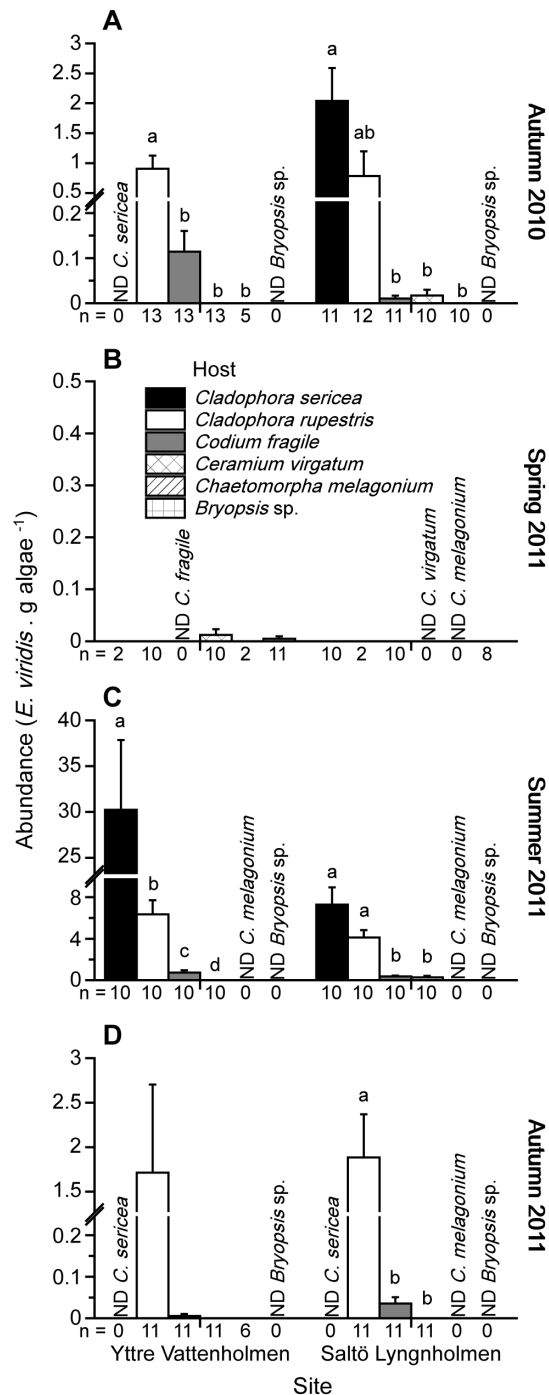 A
Autumn 2010
3
2.5
2
1.5
1
0.5
0.2
0.1
0
ND C. sericea
a
b
b
b
ND Bryopsis sp.
a
ab
b
b
b
ND Bryopsis sp.
n = 0 13 13 13 5 0 11 12 11 10 10 0
B
Spring 2011
0.5
0.4
0.3
0.2
0.1
0
Host
Cladophora sericea
Cladophora rupestris
Codium fragile
Ceramium virgatum
Chaetomorpha melagonium
Bryopsis sp.
ND C. fragile
ND C. virgatum
ND C. melagonium
n = 2 10 0 10 2 11 10 2 10 0 0 8
Abundance (E. viridis . g algae -1)
C
Summer 2011
40
35
30
25
8
4
0
a
b
c
d
ND C. melagonium
ND Bryopsis sp.
a
a
b
b
ND C. melagonium
ND Bryopsis sp.
n = 10 10 10 10 0 0 10 10 10 10 0 0
D
Autumn 2011
3
2.5
2
1.5
0.2
0.1
0
ND C. sericea
ND Bryopsis sp.
ND C. sericea
a
b
b
ND C. melagonium
ND Bryopsis sp.
n = 0 11 11 11 6 0 0 11 11 11 0 0
Yttre Vattenholmen Saltö Lyngnholmen
Site